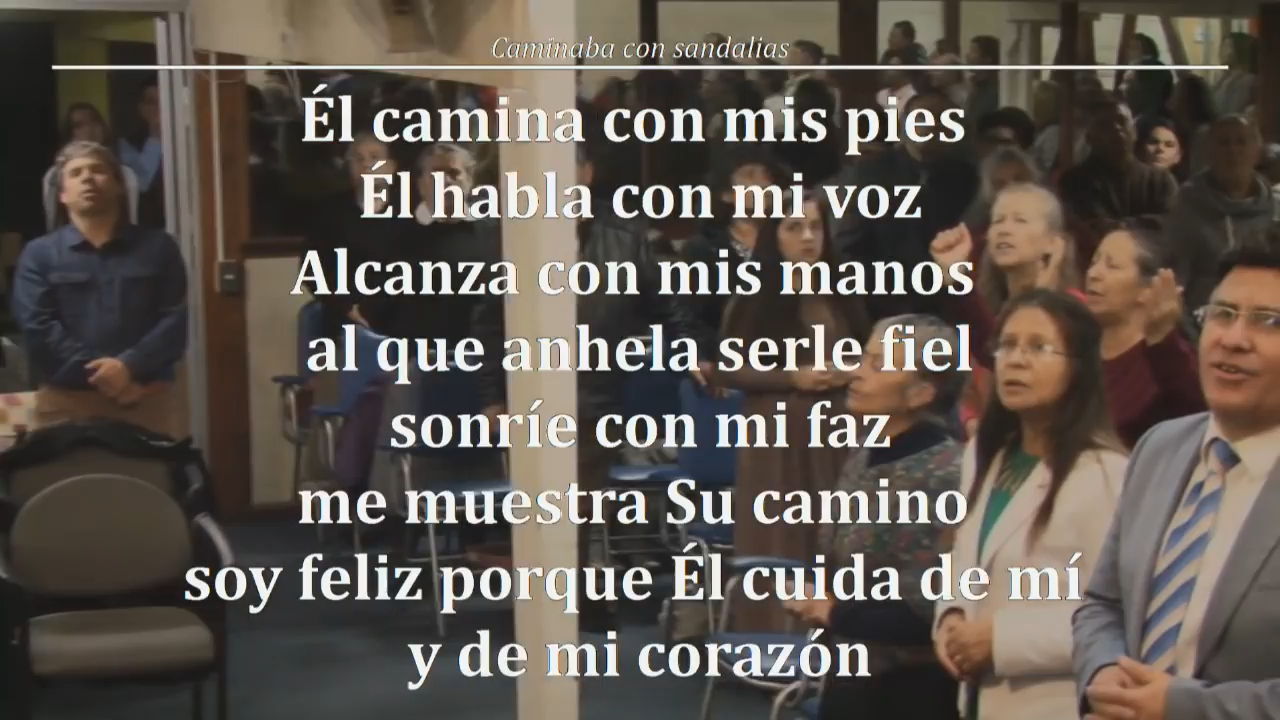 Caminaba con sandalias
Él camina con mis pies
Él habla con mi voz
Alcanza con mis manos
al que anhela serle fiel
sonríe con mi faz
me muestra Su camino
soy feliz porque Él cuida de mí
y de mi corazón